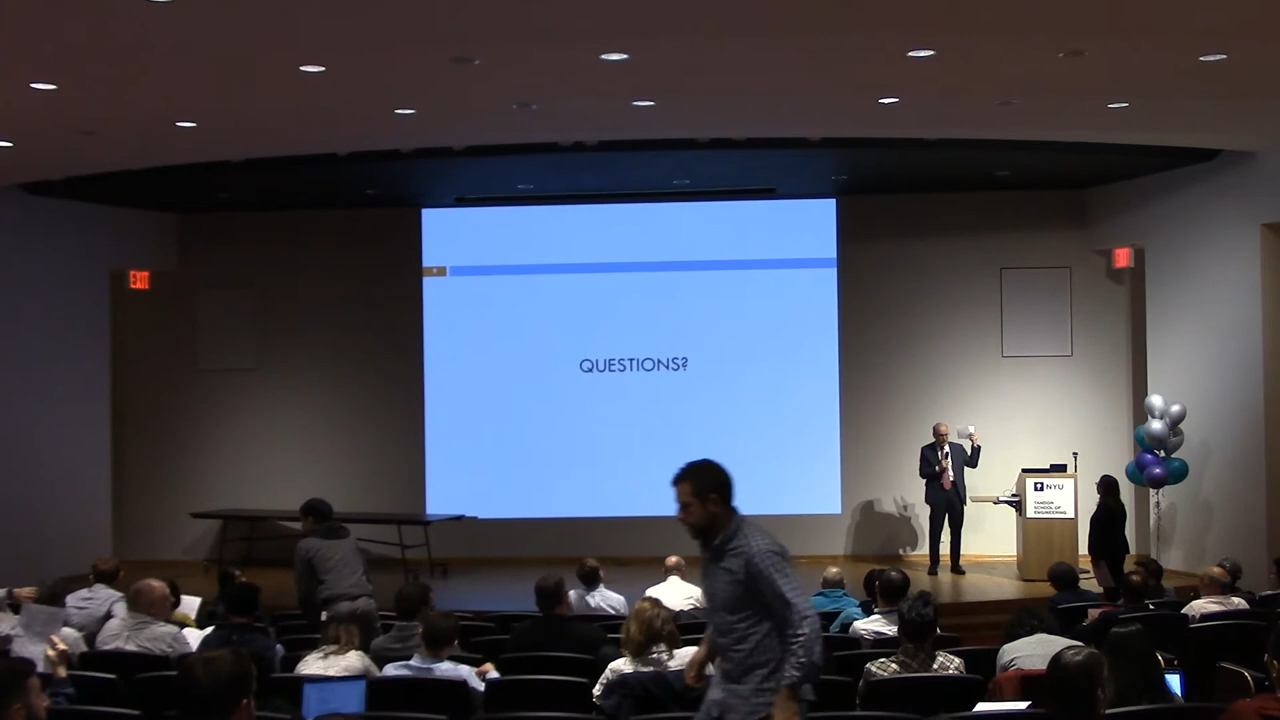 EXIT
QUESTIONS?
EXIT
NYU
TANDON
SCHOOL OF
ENGINEERING